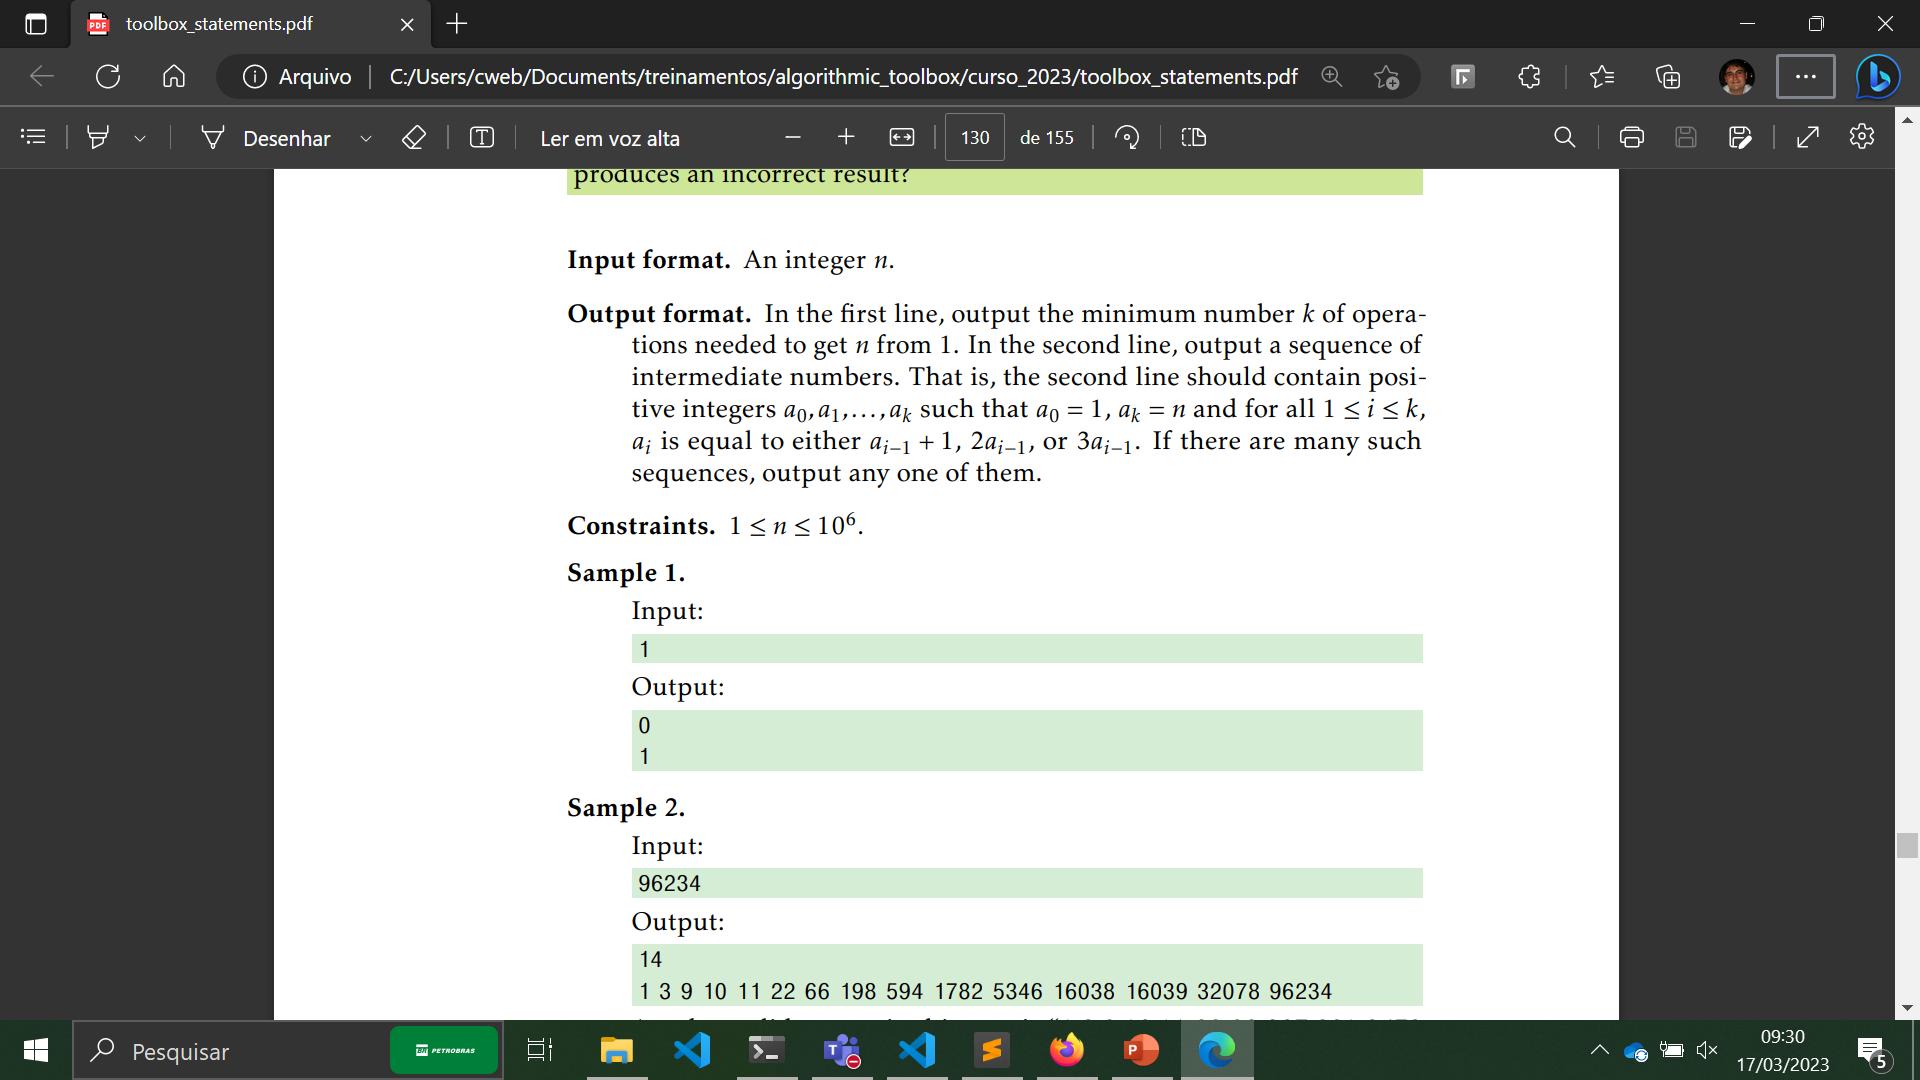 toolbox_statements.pdf
Arquivo
C:/Users/cweb/Documents/treinamentos/algorithmic_toolbox/curso_2023/toolbox_statements.pdf
Desenhar
Ler em voz alta
130 de 155
produces an incorrect result?
Input format. An integer n.
Output format. In the first line, output the minimum number k of opera-
tions needed to get n from 1. In the second line, output a sequence of
intermediate numbers. That is, the second line should contain posi-
tive integers a₀,a₁,...,aₖ such that a₀ = 1, aₖ = n and for all 1 ≤ i ≤ k,
aᵢ is equal to either aᵢ₋₁ + 1, 2aᵢ₋₁, or 3aᵢ₋₁. If there are many such
sequences, output any one of them.
Constraints. 1 ≤ n ≤ 10⁶.
Sample 1.
Input:
1
Output:
0
1
Sample 2.
Input:
96234
Output:
14
1 3 9 10 11 22 66 198 594 1782 5346 16038 16039 32078 96234
Pesquisar
BR PETROBRAS
09:30
17/03/2023
5